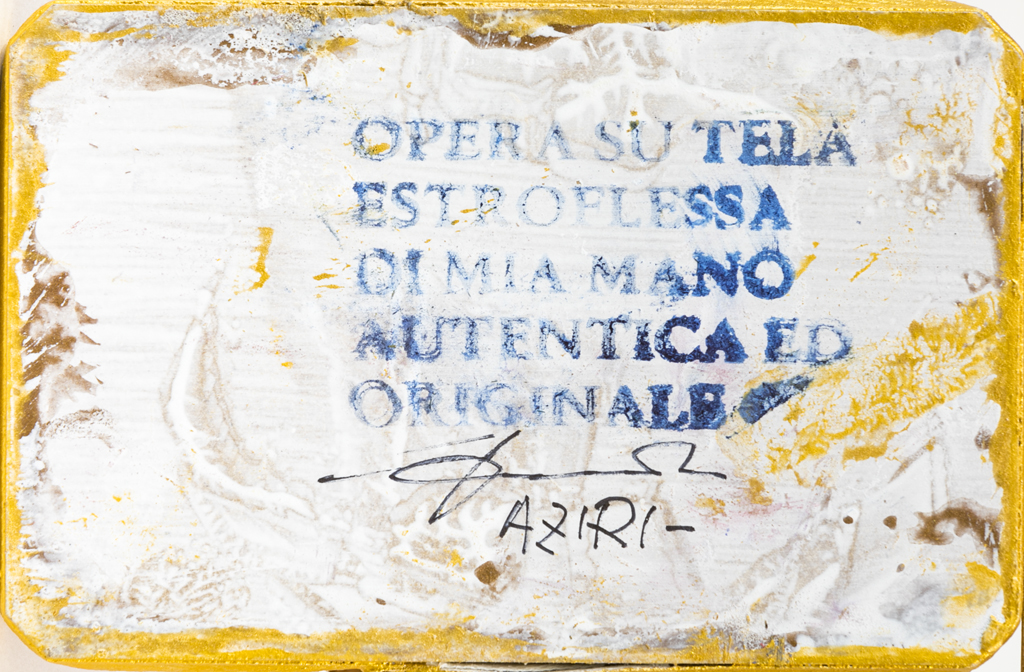 OPERA SU TELA
ESTROFLESSA
DI MIA MANO
AUTENTICA ED
ORIGINALE
AZIRI-